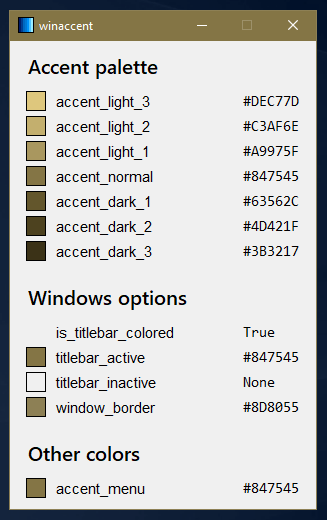 winaccent
Accent palette
accent_light_3 #DEC77D
accent_light_2 #C3AF6E
accent_light_1 #A9975F
accent_normal #847545
accent_dark_1 #63562C
accent_dark_2 #4D421F
accent_dark_3 #3B3217
Windows options
is_titlebar_colored True
titlebar_active #847545
titlebar_inactive None
window_border #8D8055
Other colors
accent_menu #847545